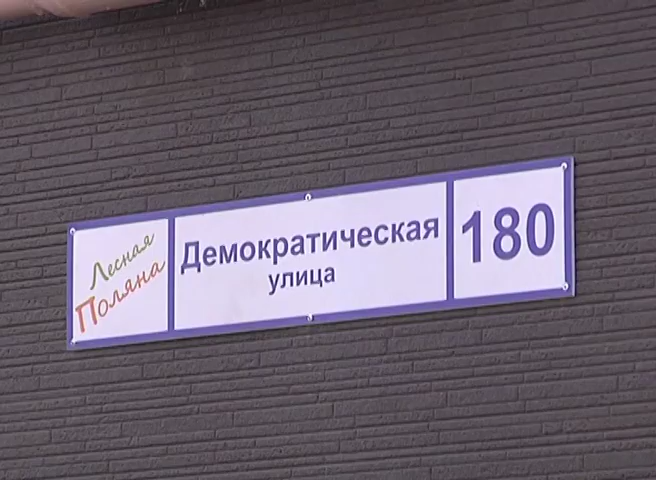 Лесная
Поляна
Демократическая
улица
180